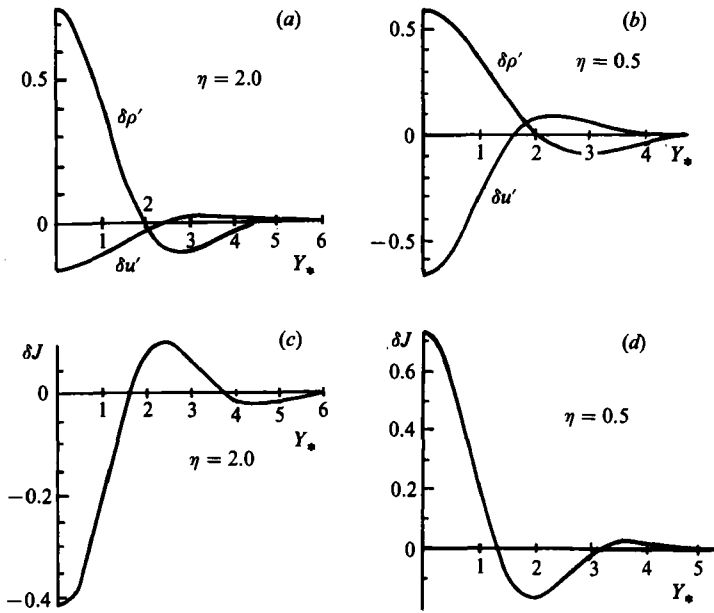 (a)
0.5
η = 2.0
δρ′
2
0
1 3 4 5 6
δu′
Y*
(b)
0.5
δρ′
η = 0.5
0
1 2 3 4 Y*
δu′
−0.5
(c)
δJ
0
1 2 3 4 5 6
Y*
η = 2.0
−0.2
−0.4
(d)
δJ
0.6
η = 0.5
0.4
0.2
0
1 2 3 4 5
Y*